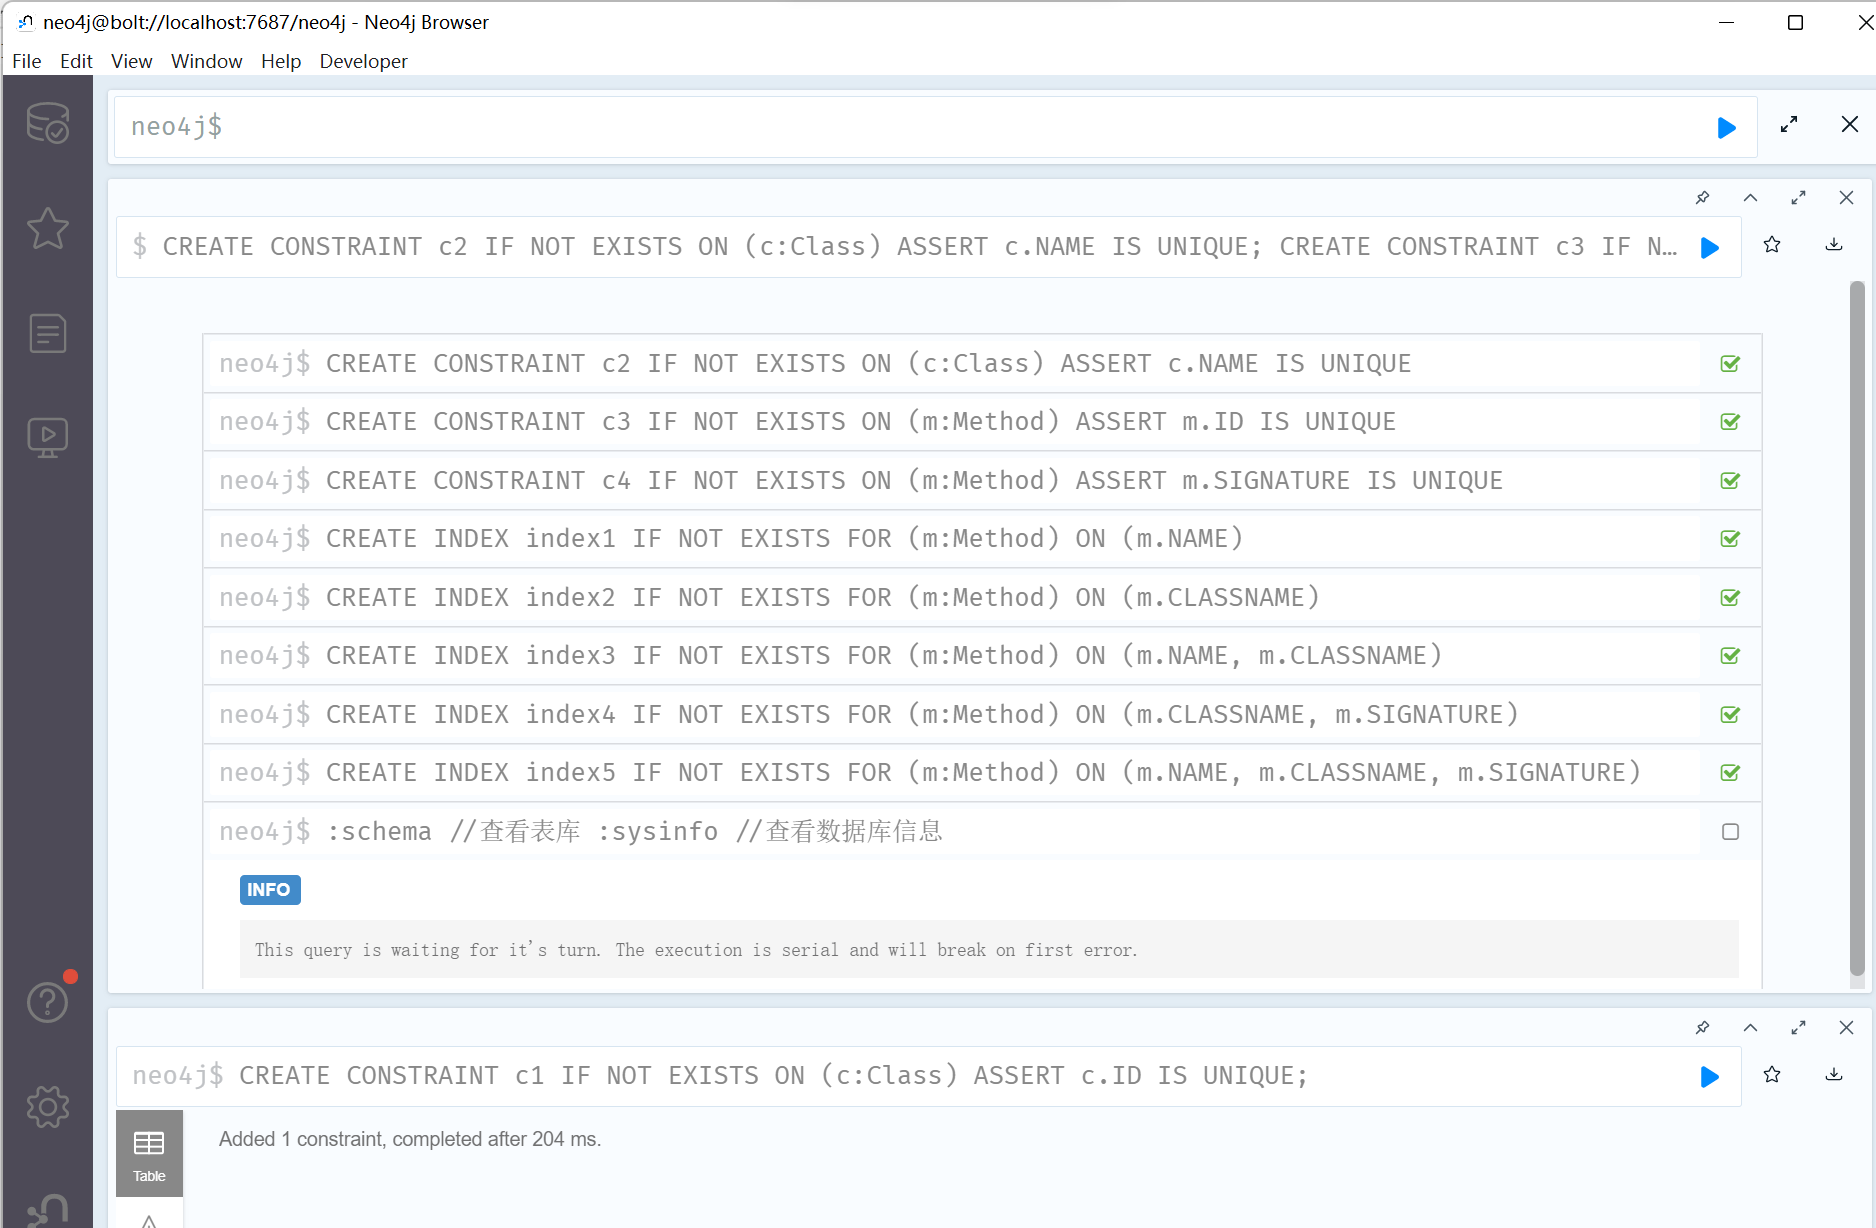 neo4j@bolt://localhost:7687/neo4j - Neo4j Browser
File Edit View Window Help Developer
neo4j$
$ CREATE CONSTRAINT c2 IF NOT EXISTS ON (c:Class) ASSERT c.NAME IS UNIQUE; CREATE CONSTRAINT c3 IF N…
neo4j$ CREATE CONSTRAINT c2 IF NOT EXISTS ON (c:Class) ASSERT c.NAME IS UNIQUE
neo4j$ CREATE CONSTRAINT c3 IF NOT EXISTS ON (m:Method) ASSERT m.ID IS UNIQUE
neo4j$ CREATE CONSTRAINT c4 IF NOT EXISTS ON (m:Method) ASSERT m.SIGNATURE IS UNIQUE
neo4j$ CREATE INDEX index1 IF NOT EXISTS FOR (m:Method) ON (m.NAME)
neo4j$ CREATE INDEX index2 IF NOT EXISTS FOR (m:Method) ON (m.CLASSNAME)
neo4j$ CREATE INDEX index3 IF NOT EXISTS FOR (m:Method) ON (m.NAME, m.CLASSNAME)
neo4j$ CREATE INDEX index4 IF NOT EXISTS FOR (m:Method) ON (m.CLASSNAME, m.SIGNATURE)
neo4j$ CREATE INDEX index5 IF NOT EXISTS FOR (m:Method) ON (m.NAME, m.CLASSNAME, m.SIGNATURE)
neo4j$ :schema //查看表库 :sysinfo //查看数据库信息
INFO
This query is waiting for it's turn. The execution is serial and will break on first error.
neo4j$ CREATE CONSTRAINT c1 IF NOT EXISTS ON (c:Class) ASSERT c.ID IS UNIQUE;
Added 1 constraint, completed after 204 ms.
Table